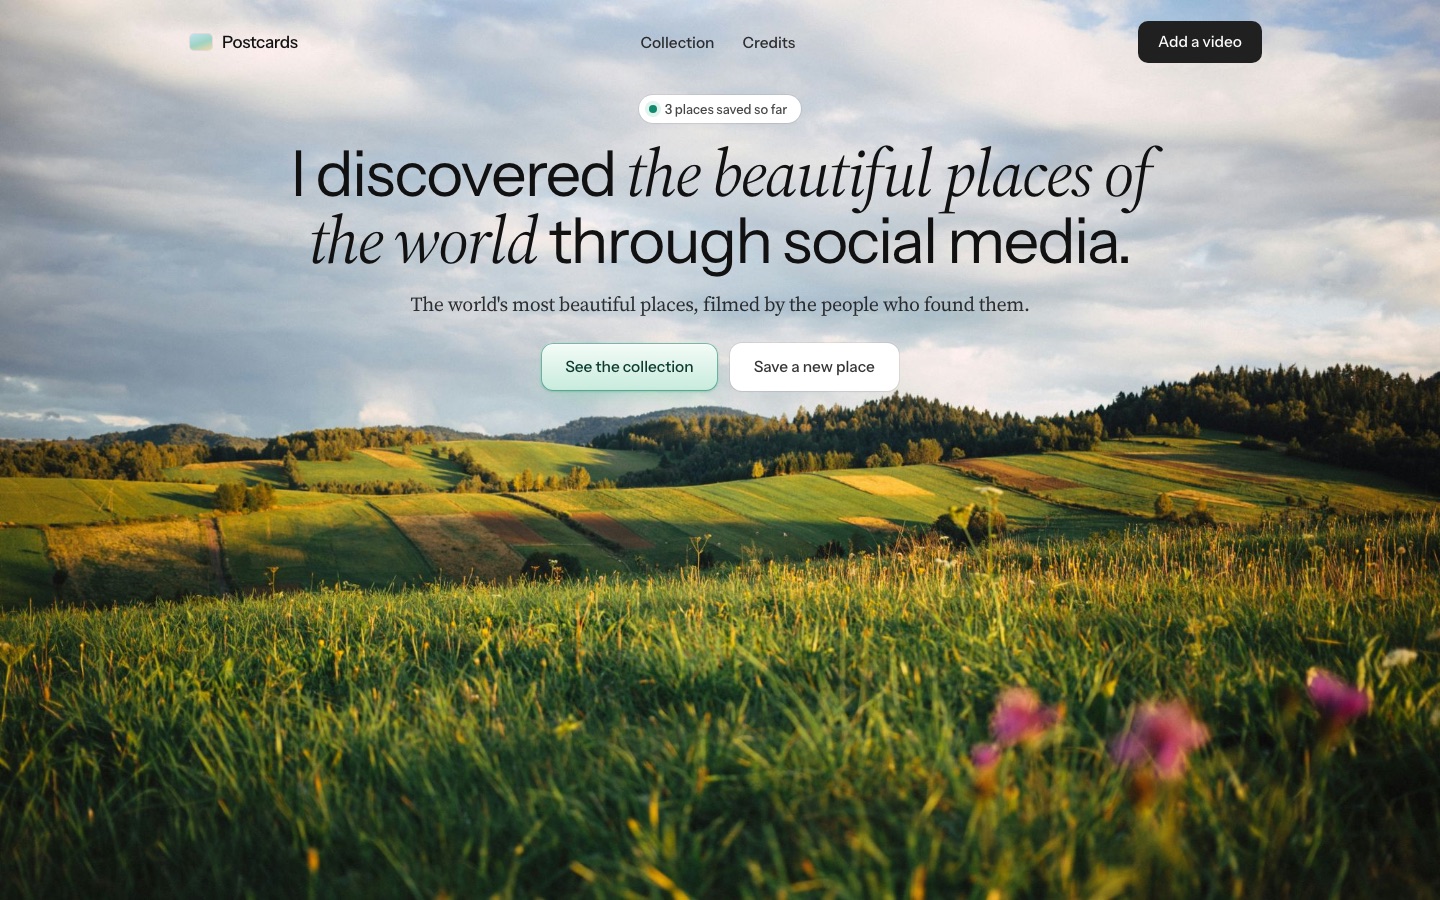 Postcards
Collection
Credits
Add a video
3 places saved so far
I discovered the beautiful places of
the world through social media.
The world's most beautiful places, filmed by the people who found them.
See the collection
Save a new place